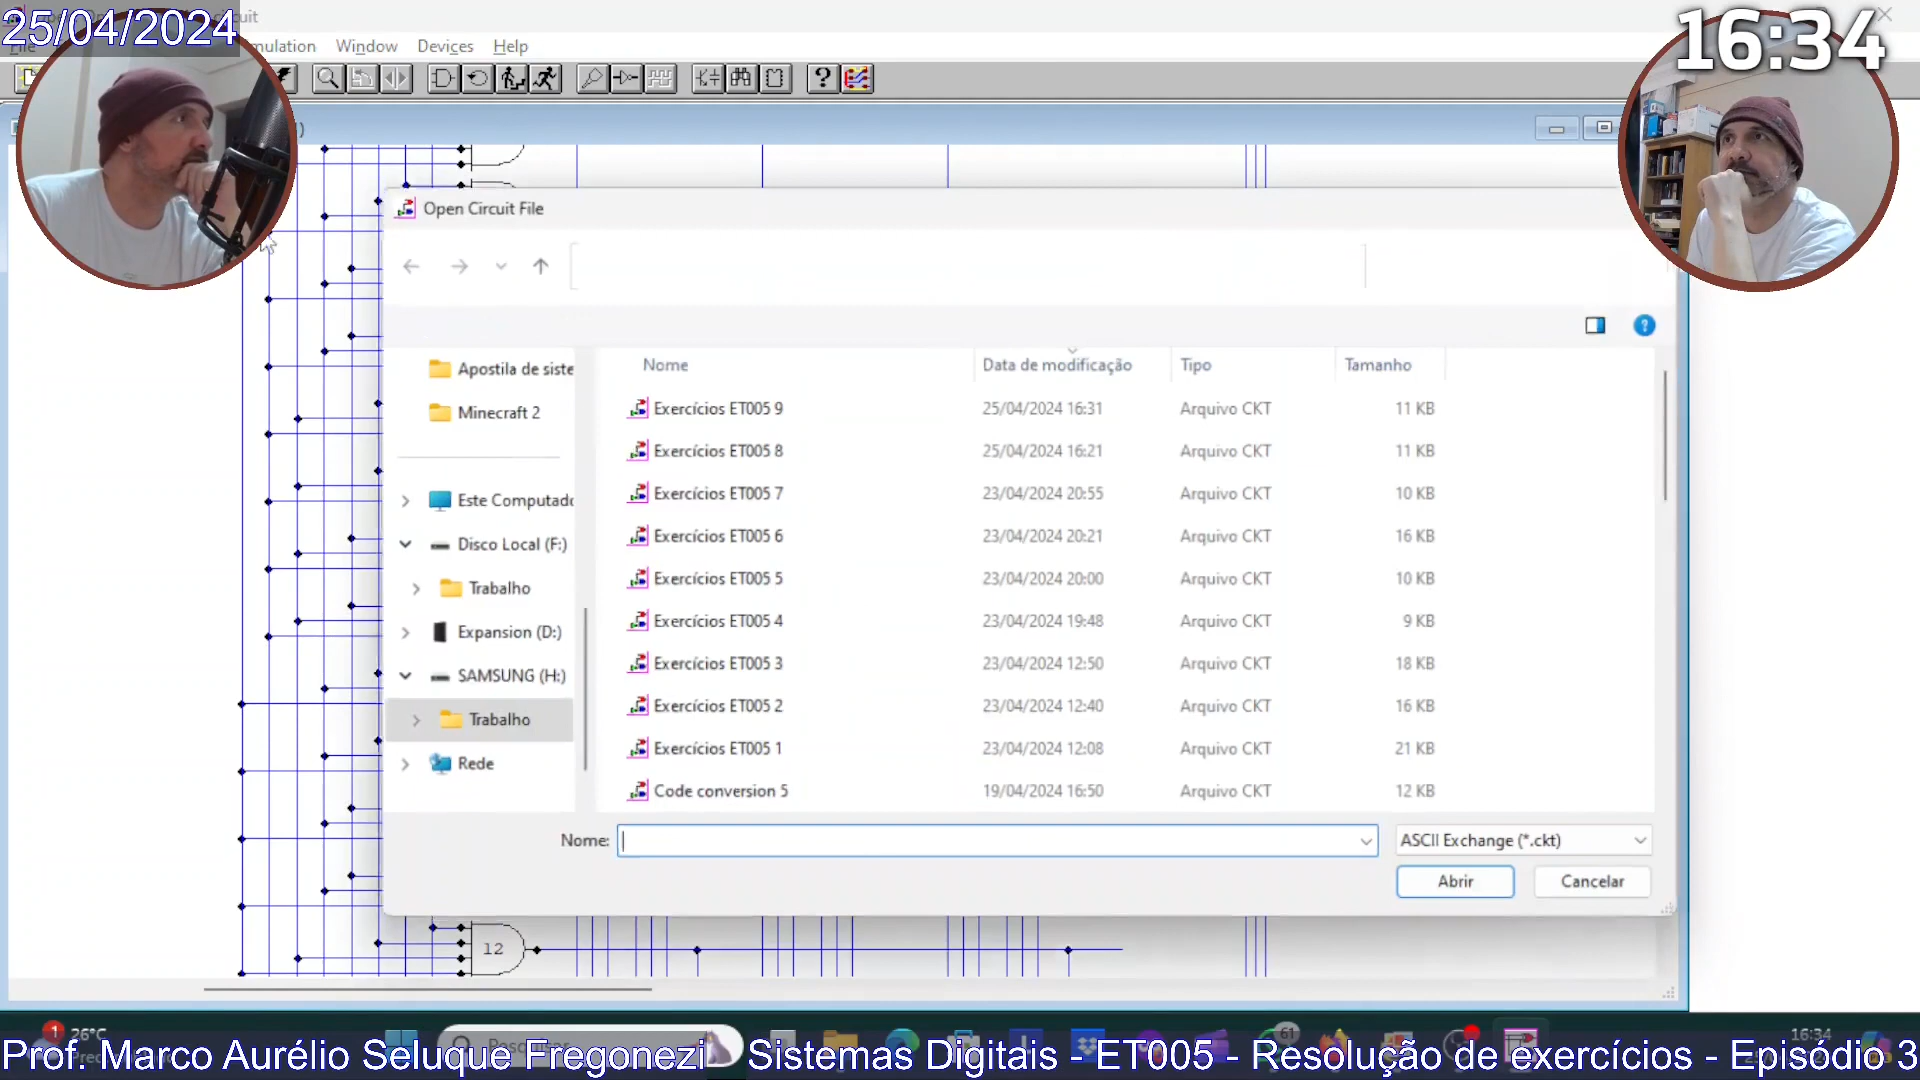 25/04/2024
16:34
Window Devices Help
Open Circuit File
Nome Data de modificação Tipo Tamanho
Apostila de siste
Minecraft 2
Este Computado
Disco Local (F:)
Trabalho
Expansion (D:)
SAMSUNG (H:)
Trabalho
Rede
Exercícios ET005 9 25/04/2024 16:31 Arquivo CKT 11 KB
Exercícios ET005 8 25/04/2024 16:21 Arquivo CKT 11 KB
Exercícios ET005 7 23/04/2024 20:55 Arquivo CKT 10 KB
Exercícios ET005 6 23/04/2024 20:21 Arquivo CKT 16 KB
Exercícios ET005 5 23/04/2024 20:00 Arquivo CKT 10 KB
Exercícios ET005 4 23/04/2024 19:48 Arquivo CKT 9 KB
Exercícios ET005 3 23/04/2024 12:50 Arquivo CKT 18 KB
Exercícios ET005 2 23/04/2024 12:40 Arquivo CKT 16 KB
Exercícios ET005 1 23/04/2024 12:08 Arquivo CKT 21 KB
Code conversion 5 19/04/2024 16:50 Arquivo CKT 12 KB
Nome: ASCII Exchange (*.ckt)
Abrir Cancelar
12
26°C
61
16:34
Prof. Marco Aurélio Seluque Fregonezi Sistemas Digitais - ET005 - Resolução de exercícios - Episódio 3